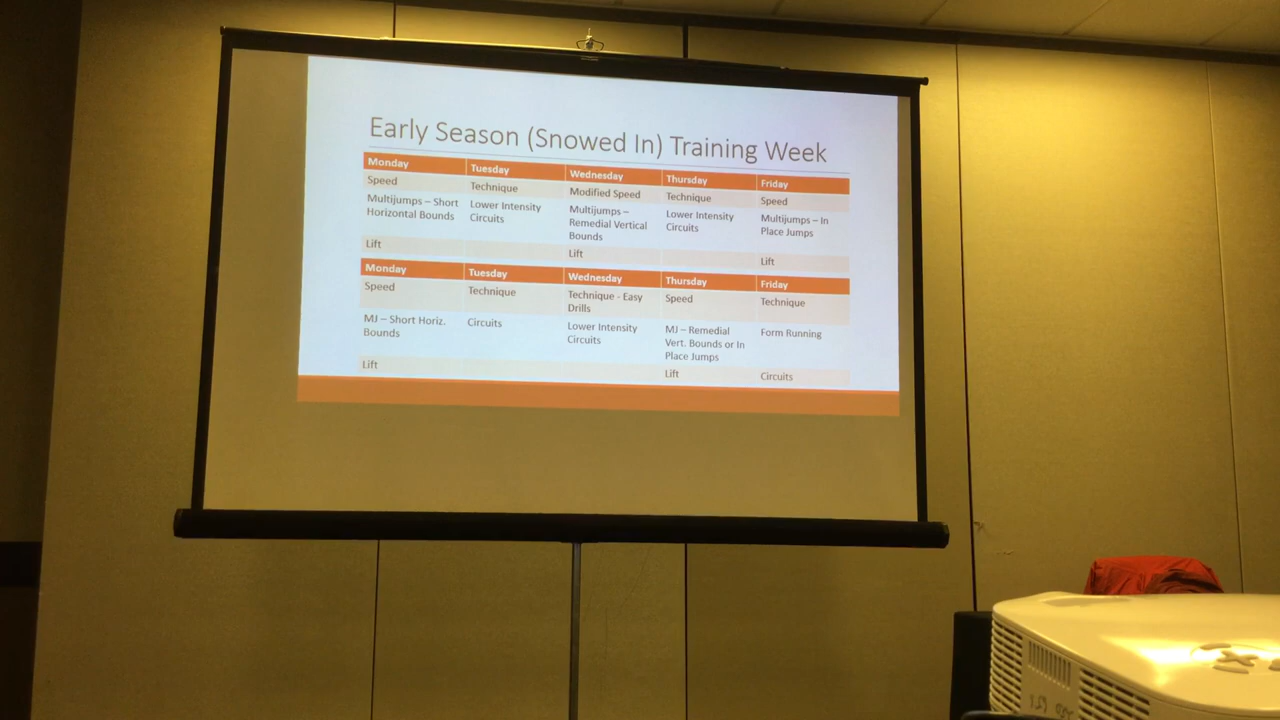 Early Season (Snowed In) Training Week
Monday Tuesday Wednesday Thursday Friday
Speed Technique Modified Speed Technique Speed
Multijumps – Short Lower Intensity Multijumps – Lower Intensity Multijumps – In
Horizontal Bounds Circuits Remedial Vertical Circuits Place Jumps
Bounds
Lift Lift Lift
Monday Tuesday Wednesday Thursday Friday
Speed Technique Technique - Easy Speed Technique
Drills
MJ – Short Horiz. Circuits Lower Intensity MJ – Remedial Form Running
Bounds Circuits Vert. Bounds or In
Place Jumps
Lift Lift Circuits